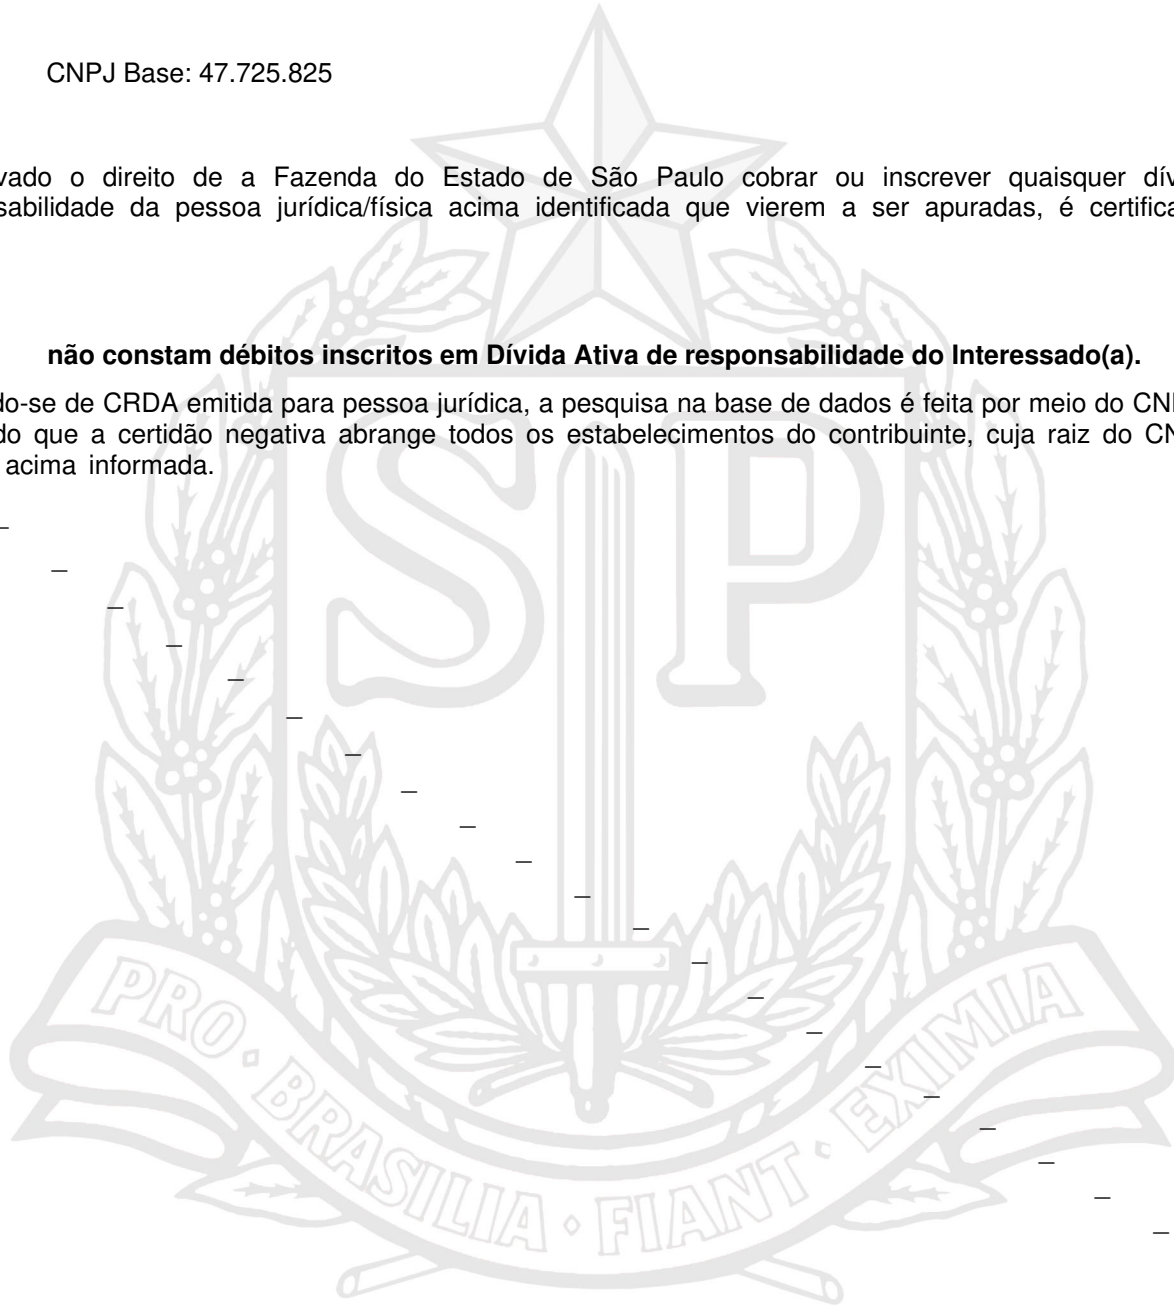 CNPJ Base: 47.725.825
vado o direito de a Fazenda do Estado de São Paulo cobrar ou inscrever quaisquer dív
sabilidade da pessoa jurídica/física acima identificada que vierem a ser apuradas, é certifica
não constam débitos inscritos em Dívida Ativa de responsabilidade do Interessado(a).
do-se de CRDA emitida para pessoa jurídica, a pesquisa na base de dados é feita por meio do CN
do que a certidão negativa abrange todos os estabelecimentos do contribuinte, cuja raiz do CN
acima informada.
SP
PRO · BRASILIA · FIANT · EXIMIA